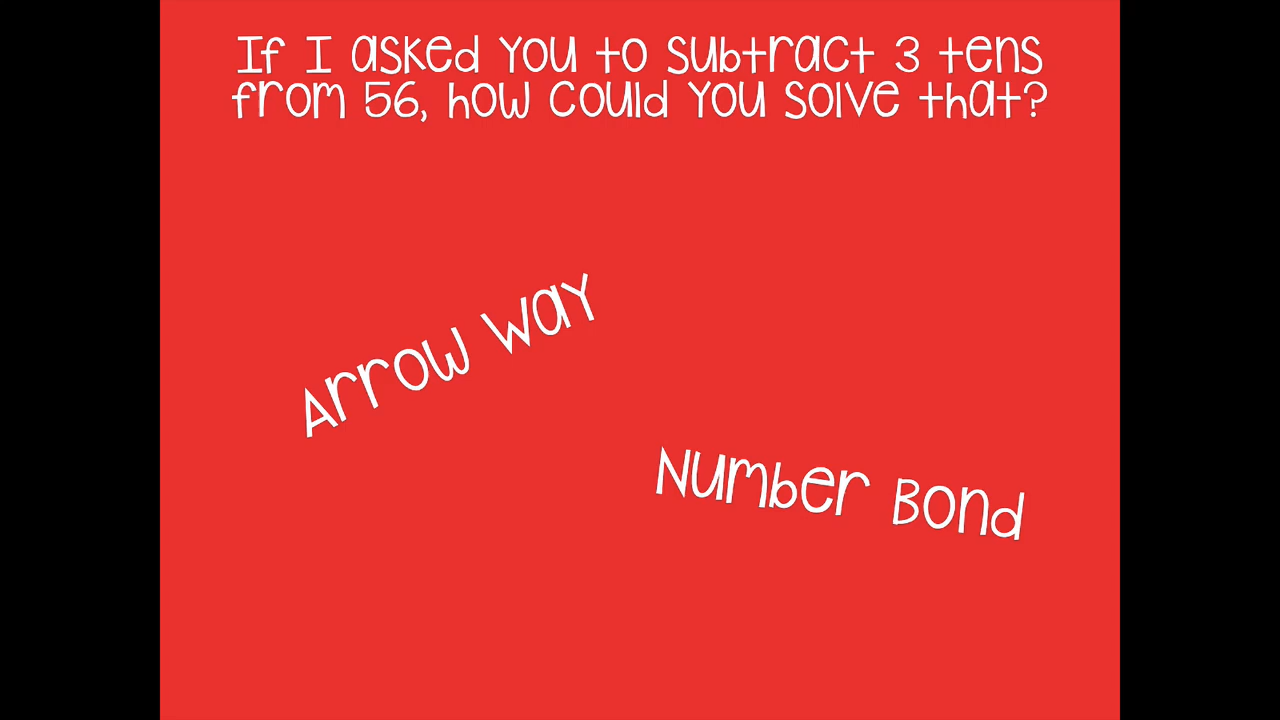 If I asked you to subtract 3 tens
from 56, how could you solve that?
Arrow Way
Number Bond